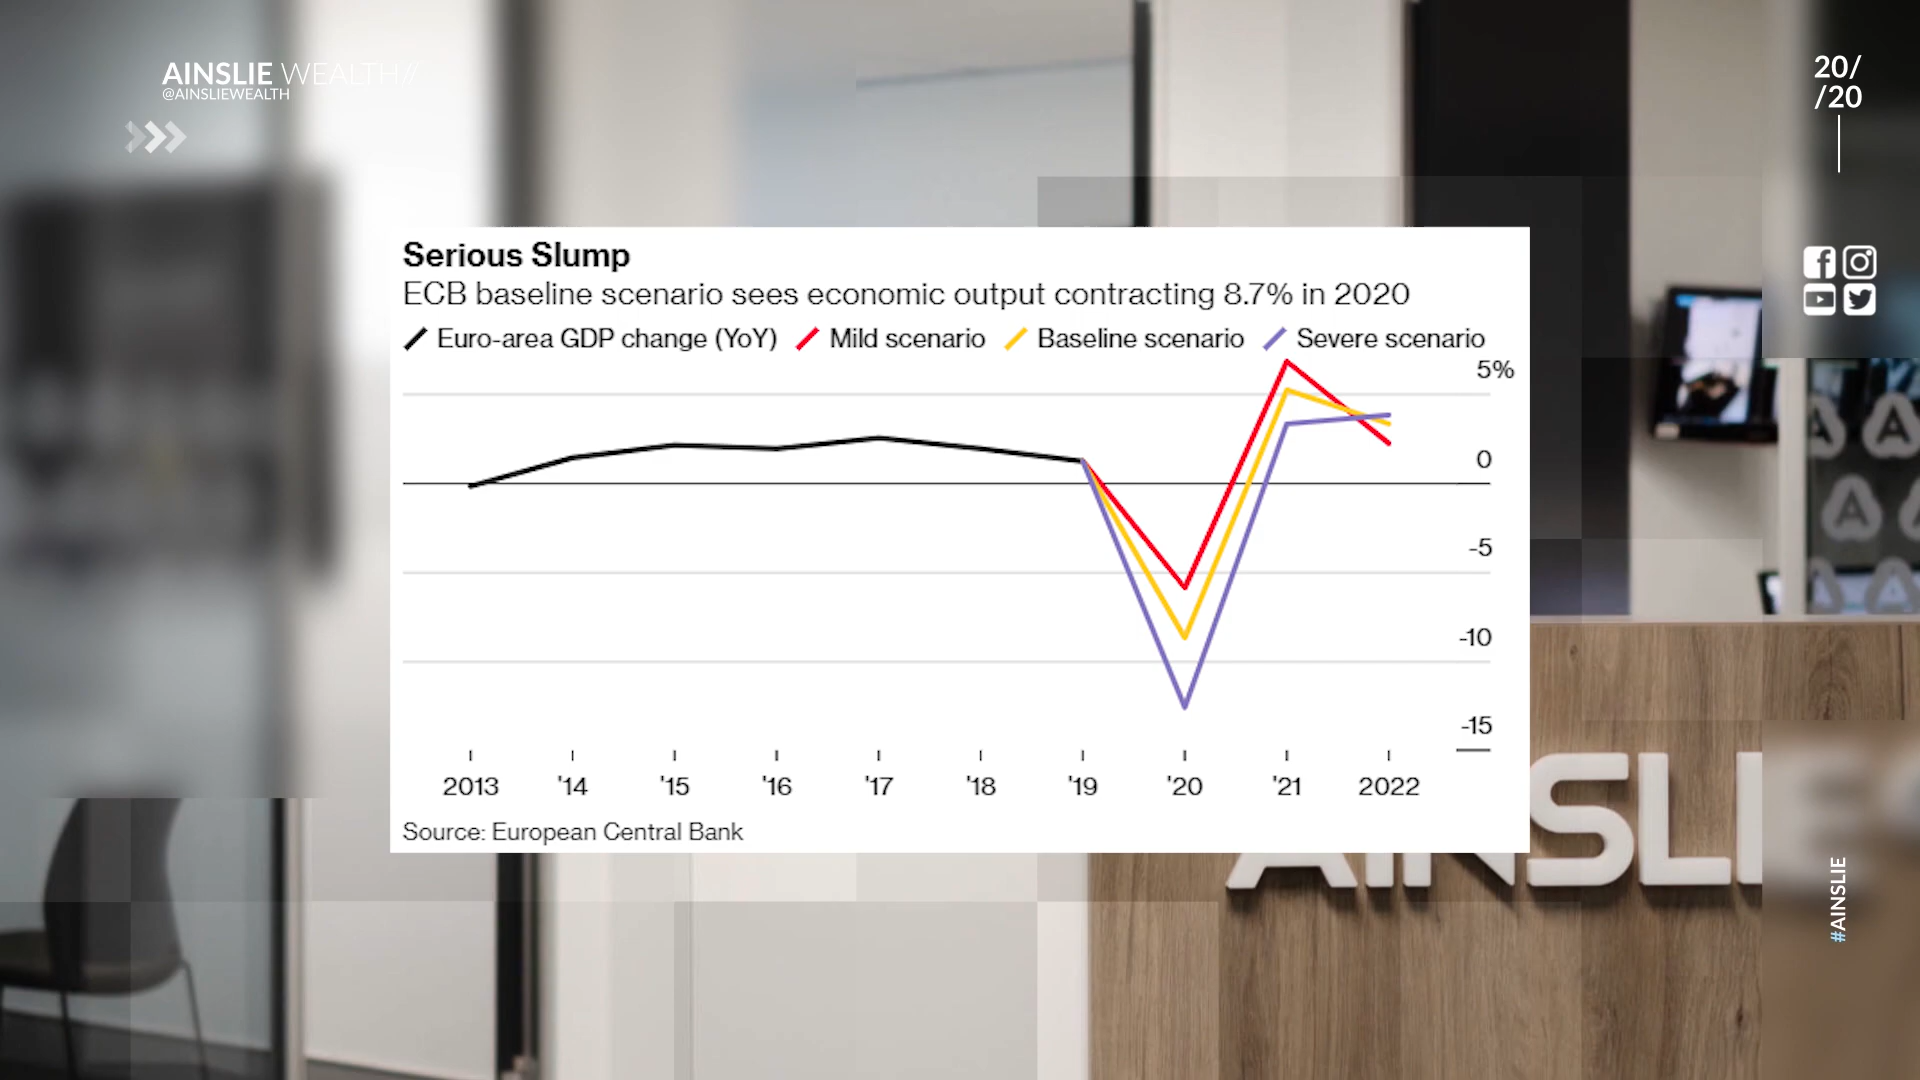 AINSLIE WEALTH//
@AINSLIEWEALTH
20/
/20
Serious Slump
ECB baseline scenario sees economic output contracting 8.7% in 2020
Euro-area GDP change (YoY) Mild scenario Baseline scenario Severe scenario
5%
0
-5
-10
-15
2013 '14 '15 '16 '17 '18 '19 '20 '21 2022
Source: European Central Bank
AINSLI
#AINSLIE